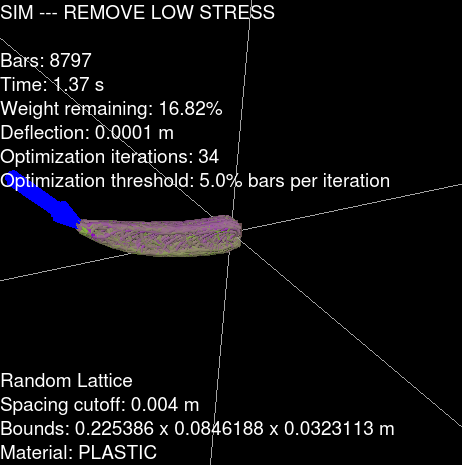 SIM --- REMOVE LOW STRESS
Bars: 8797
Time: 1.37 s
Weight remaining: 16.82%
Deflection: 0.0001 m
Optimization iterations: 34
Optimization threshold: 5.0% bars per iteration
Random Lattice
Spacing cutoff: 0.004 m
Bounds: 0.225386 x 0.0846188 x 0.0323113 m
Material: PLASTIC